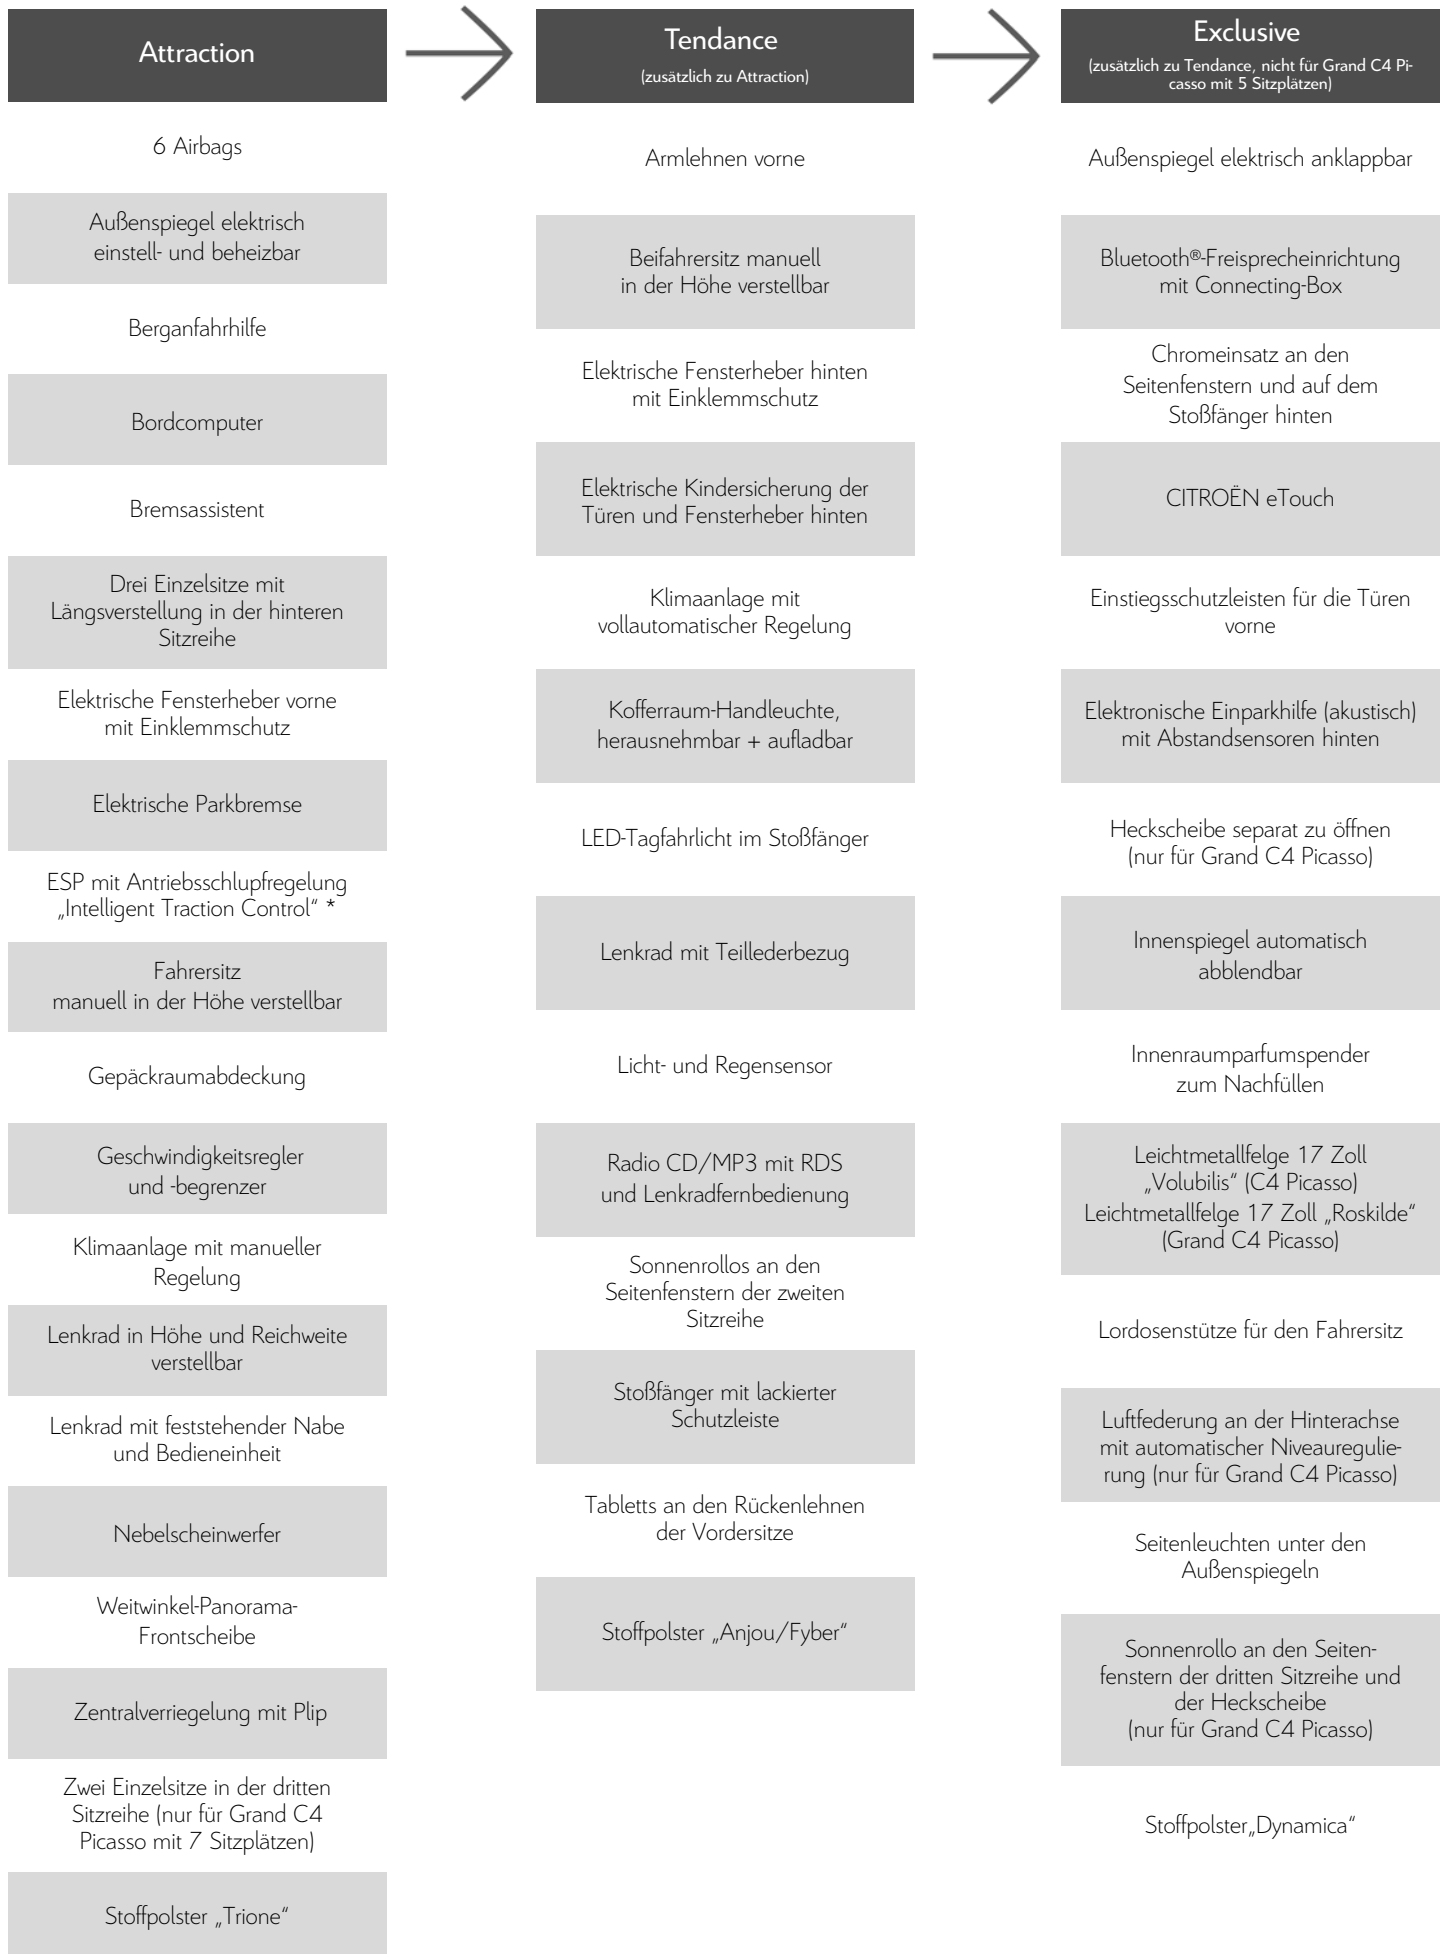 Attraction
6 Airbags
Außenspiegel elektrisch
einstell- und beheizbar
Berganfahrhilfe
Bordcomputer
Bremsassistent
Drei Einzelsitze mit
Längsverstellung in der hinteren
Sitzreihe
Elektrische Fensterheber vorne
mit Einklemmschutz
Elektrische Parkbremse
ESP mit Antriebsschlupfregelung
„Intelligent Traction Control“ *
Fahrersitz
manuell in der Höhe verstellbar
Gepäckraumabdeckung
Geschwindigkeitsregler
und -begrenzer
Klimaanlage mit manueller
Regelung
Lenkrad in Höhe und Reichweite
verstellbar
Lenkrad mit feststehender Nabe
und Bedieneinheit
Nebelscheinwerfer
Weitwinkel-Panorama-
Frontscheibe
Zentralverriegelung mit Plip
Zwei Einzelsitze in der dritten
Sitzreihe (nur für Grand C4
Picasso mit 7 Sitzplätzen)
Stoffpolster „Trione“
Tendance
(zusätzlich zu Attraction)
Armlehnen vorne
Beifahrersitz manuell
in der Höhe verstellbar
Elektrische Fensterheber hinten
mit Einklemmschutz
Elektrische Kindersicherung der
Türen und Fensterheber hinten
Klimaanlage mit
vollautomatischer Regelung
Kofferraum-Handleuchte,
herausnehmbar + aufladbar
LED-Tagfahrlicht im Stoßfänger
Lenkrad mit Teillederbezug
Licht- und Regensensor
Radio CD/MP3 mit RDS
und Lenkradfernbedienung
Sonnenrollos an den
Seitenfenstern der zweiten
Sitzreihe
Stoßfänger mit lackierter
Schutzleiste
Tabletts an den Rückenlehnen
der Vordersitze
Stoffpolster „Anjou/Fyber“
Exclusive
(zusätzlich zu Tendance, nicht für Grand C4 Pi-
casso mit 5 Sitzplätzen)
Außenspiegel elektrisch anklappbar
Bluetooth®-Freisprecheinrichtung
mit Connecting-Box
Chromeinsatz an den
Seitenfenstern und auf dem
Stoßfänger hinten
CITROËN eTouch
Einstiegsschutzleisten für die Türen
vorne
Elektronische Einparkhilfe (akustisch)
mit Abstandsensoren hinten
Heckscheibe separat zu öffnen
(nur für Grand C4 Picasso)
Innenspiegel automatisch
abblendbar
Innenraumparfumspender
zum Nachfüllen
Leichtmetallfelge 17 Zoll
„Volubilis“ (C4 Picasso)
Leichtmetallfelge 17 Zoll „Roskilde“
(Grand C4 Picasso)
Lordosenstütze für den Fahrersitz
Luftfederung an der Hinterachse
mit automatischer Niveauregulie-
rung (nur für Grand C4 Picasso)
Seitenleuchten unter den
Außenspiegeln
Sonnenrollo an den Seiten-
fenstern der dritten Sitzreihe und
der Heckscheibe
(nur für Grand C4 Picasso)
Stoffpolster„Dynamica“